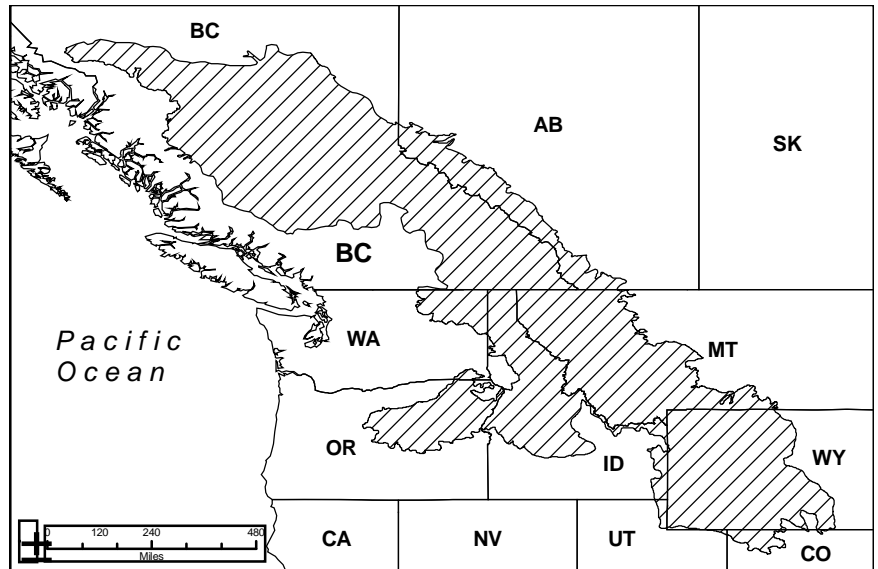 BC
AB
SK
BC
Pacific
Ocean
WA
MT
OR
ID
WY
0 120 240 480
Miles
CA
NV
UT
CO